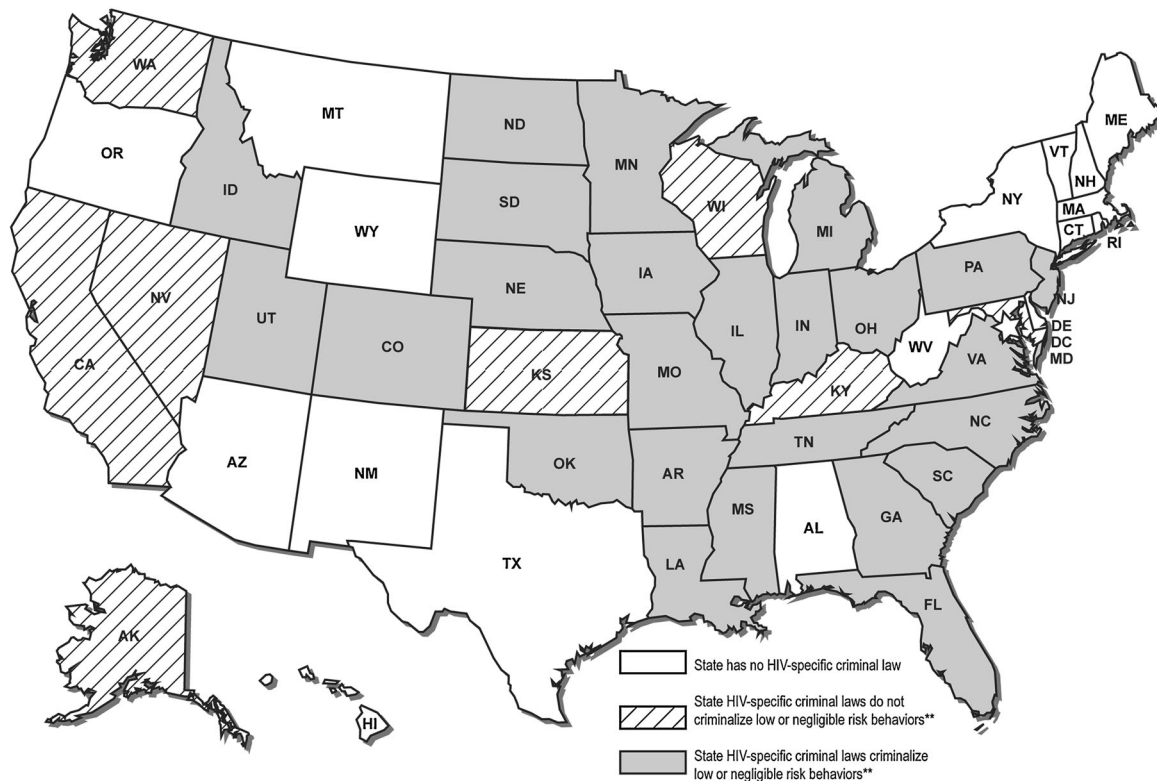 WA
MT
ND
MN
ME
OR
VT
ID
SD
WI
NH
NY
WY
MI
MA
CT
RI
IA
PA
NE
NV
NJ
UT
IL
IN
OH
CO
DE
DC
WV
MD
CA
KS
MO
VA
KY
NC
TN
AZ
NM
OK
AR
SC
MS
AL
GA
TX
LA
FL
AK
HI
State has no HIV-specific criminal law
State HIV-specific criminal laws do not
criminalize low or negligible risk behaviors**
State HIV-specific criminal laws criminalize
low or negligible risk behaviors**